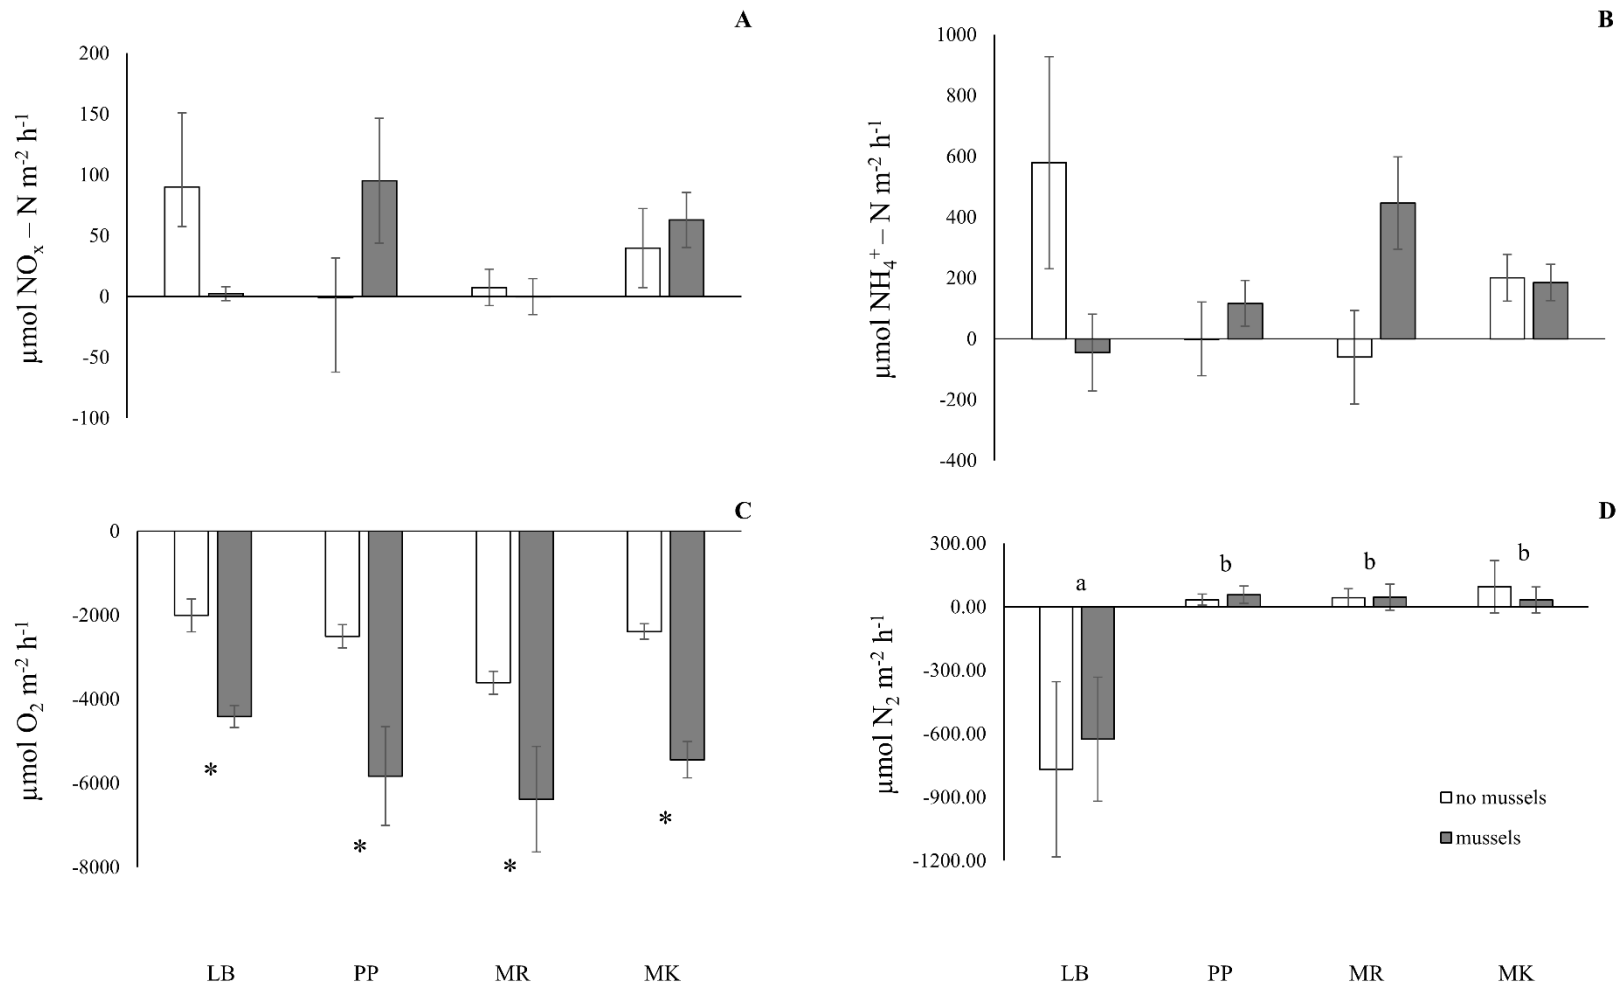 A
200
150
100
50
0
-50
-100
µmol NOx – N m-2 h-1
B
1000
800
600
400
200
0
-200
-400
µmol NH4+– N m-2 h-1
C
0
-2000
-4000
-6000
-8000
µmol O2 m-2 h-1
*
*
*
*
LB PP MR MK
D
300.00
0.00
-300.00
-600.00
-900.00
-1200.00
µmol N2 m-2 h-1
a
b
b
b
no mussels
mussels
LB PP MR MK